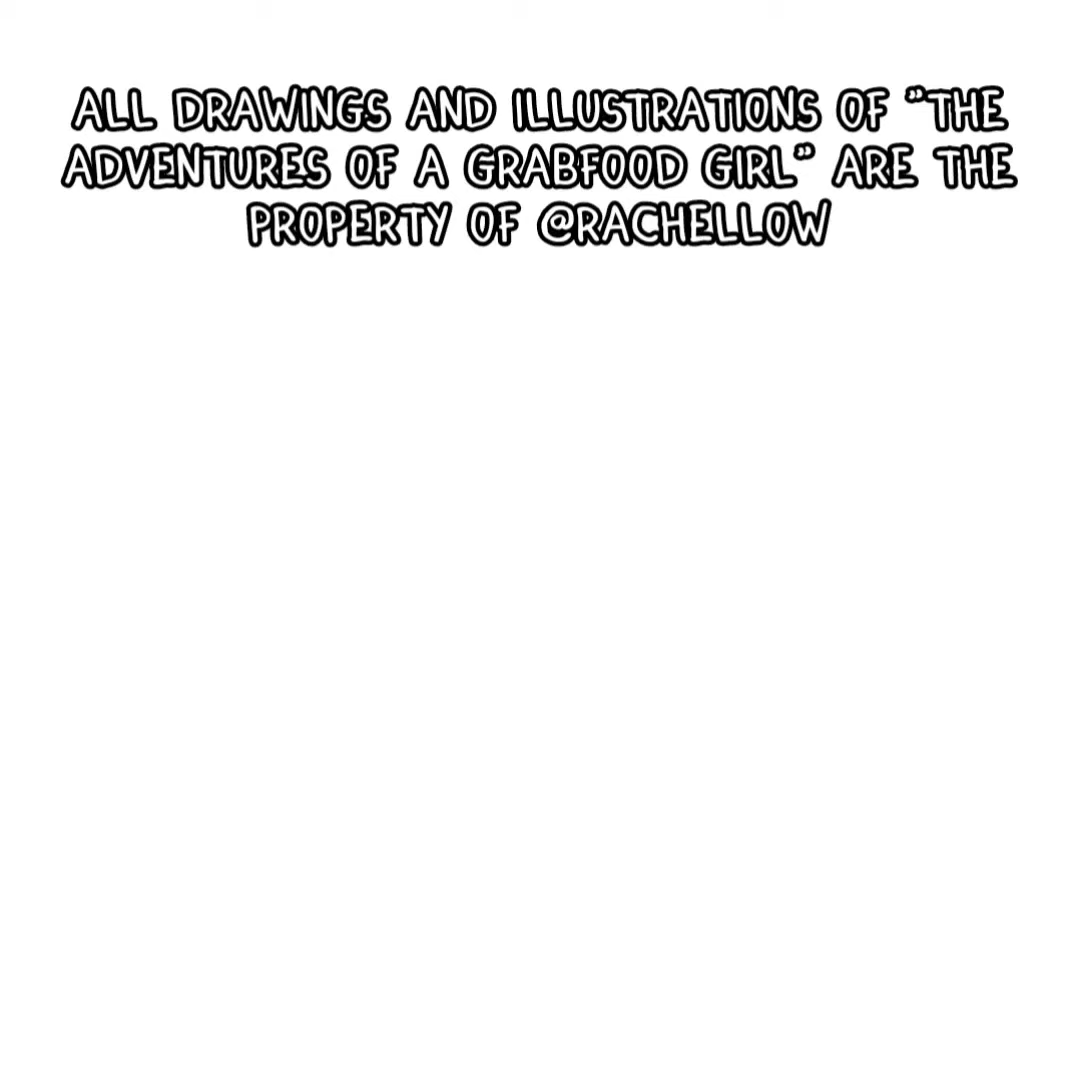 ALL DRAWINGS AND ILLUSTRATIONS OF "THE
ADVENTURES OF A GRABFOOD GIRL" ARE THE
PROPERTY OF @RACHELLOW